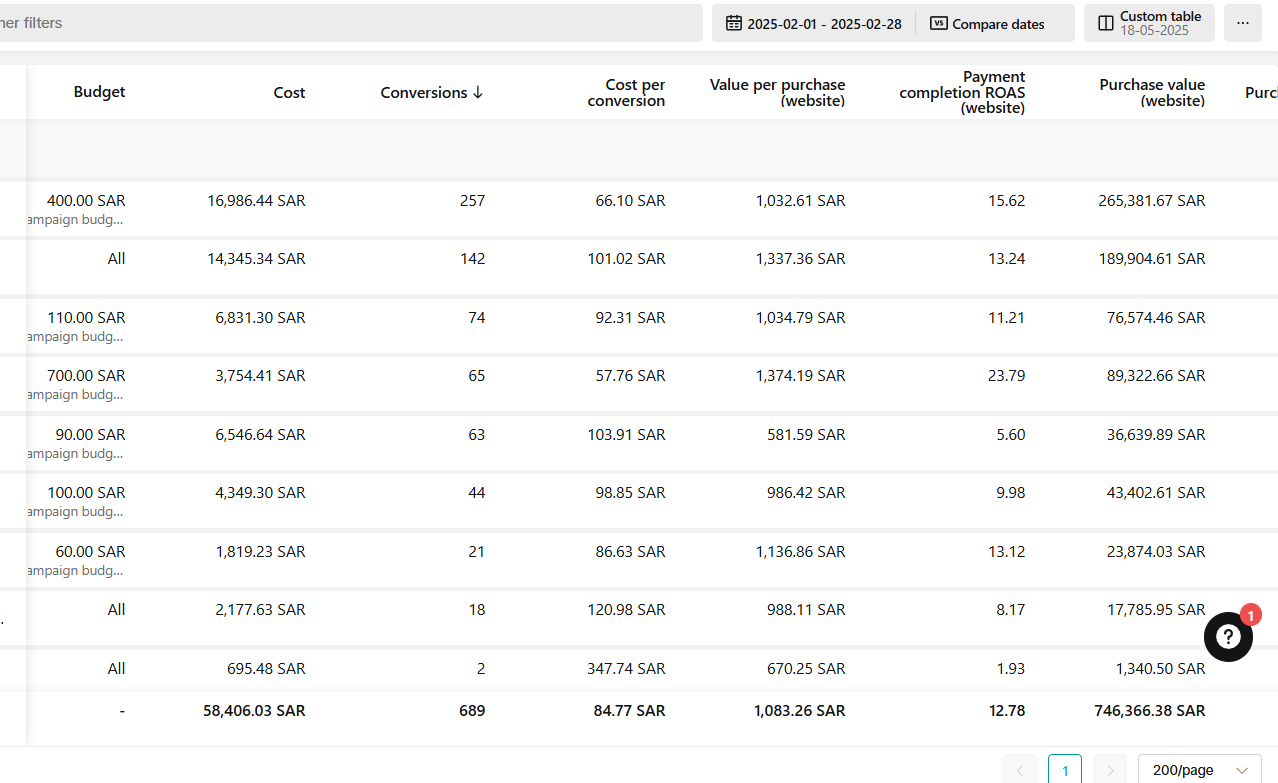 ner filters
2025-02-01 - 2025-02-28
VS Compare dates
Custom table
18-05-2025
...
Budget Cost Conversions ↓ Cost per conversion Value per purchase (website) Payment completion ROAS (website) Purchase value (website) Purc
400.00 SAR 16,986.44 SAR 257 66.10 SAR 1,032.61 SAR 15.62 265,381.67 SAR
ampaign budg...
All 14,345.34 SAR 142 101.02 SAR 1,337.36 SAR 13.24 189,904.61 SAR
110.00 SAR 6,831.30 SAR 74 92.31 SAR 1,034.79 SAR 11.21 76,574.46 SAR
ampaign budg...
700.00 SAR 3,754.41 SAR 65 57.76 SAR 1,374.19 SAR 23.79 89,322.66 SAR
ampaign budg...
90.00 SAR 6,546.64 SAR 63 103.91 SAR 581.59 SAR 5.60 36,639.89 SAR
ampaign budg...
100.00 SAR 4,349.30 SAR 44 98.85 SAR 986.42 SAR 9.98 43,402.61 SAR
ampaign budg...
60.00 SAR 1,819.23 SAR 21 86.63 SAR 1,136.86 SAR 13.12 23,874.03 SAR
ampaign budg...
All 2,177.63 SAR 18 120.98 SAR 988.11 SAR 8.17 17,785.95 SAR
1
?
All 695.48 SAR 2 347.74 SAR 670.25 SAR 1.93 1,340.50 SAR
- 58,406.03 SAR 689 84.77 SAR 1,083.26 SAR 12.78 746,366.38 SAR
1
200/page